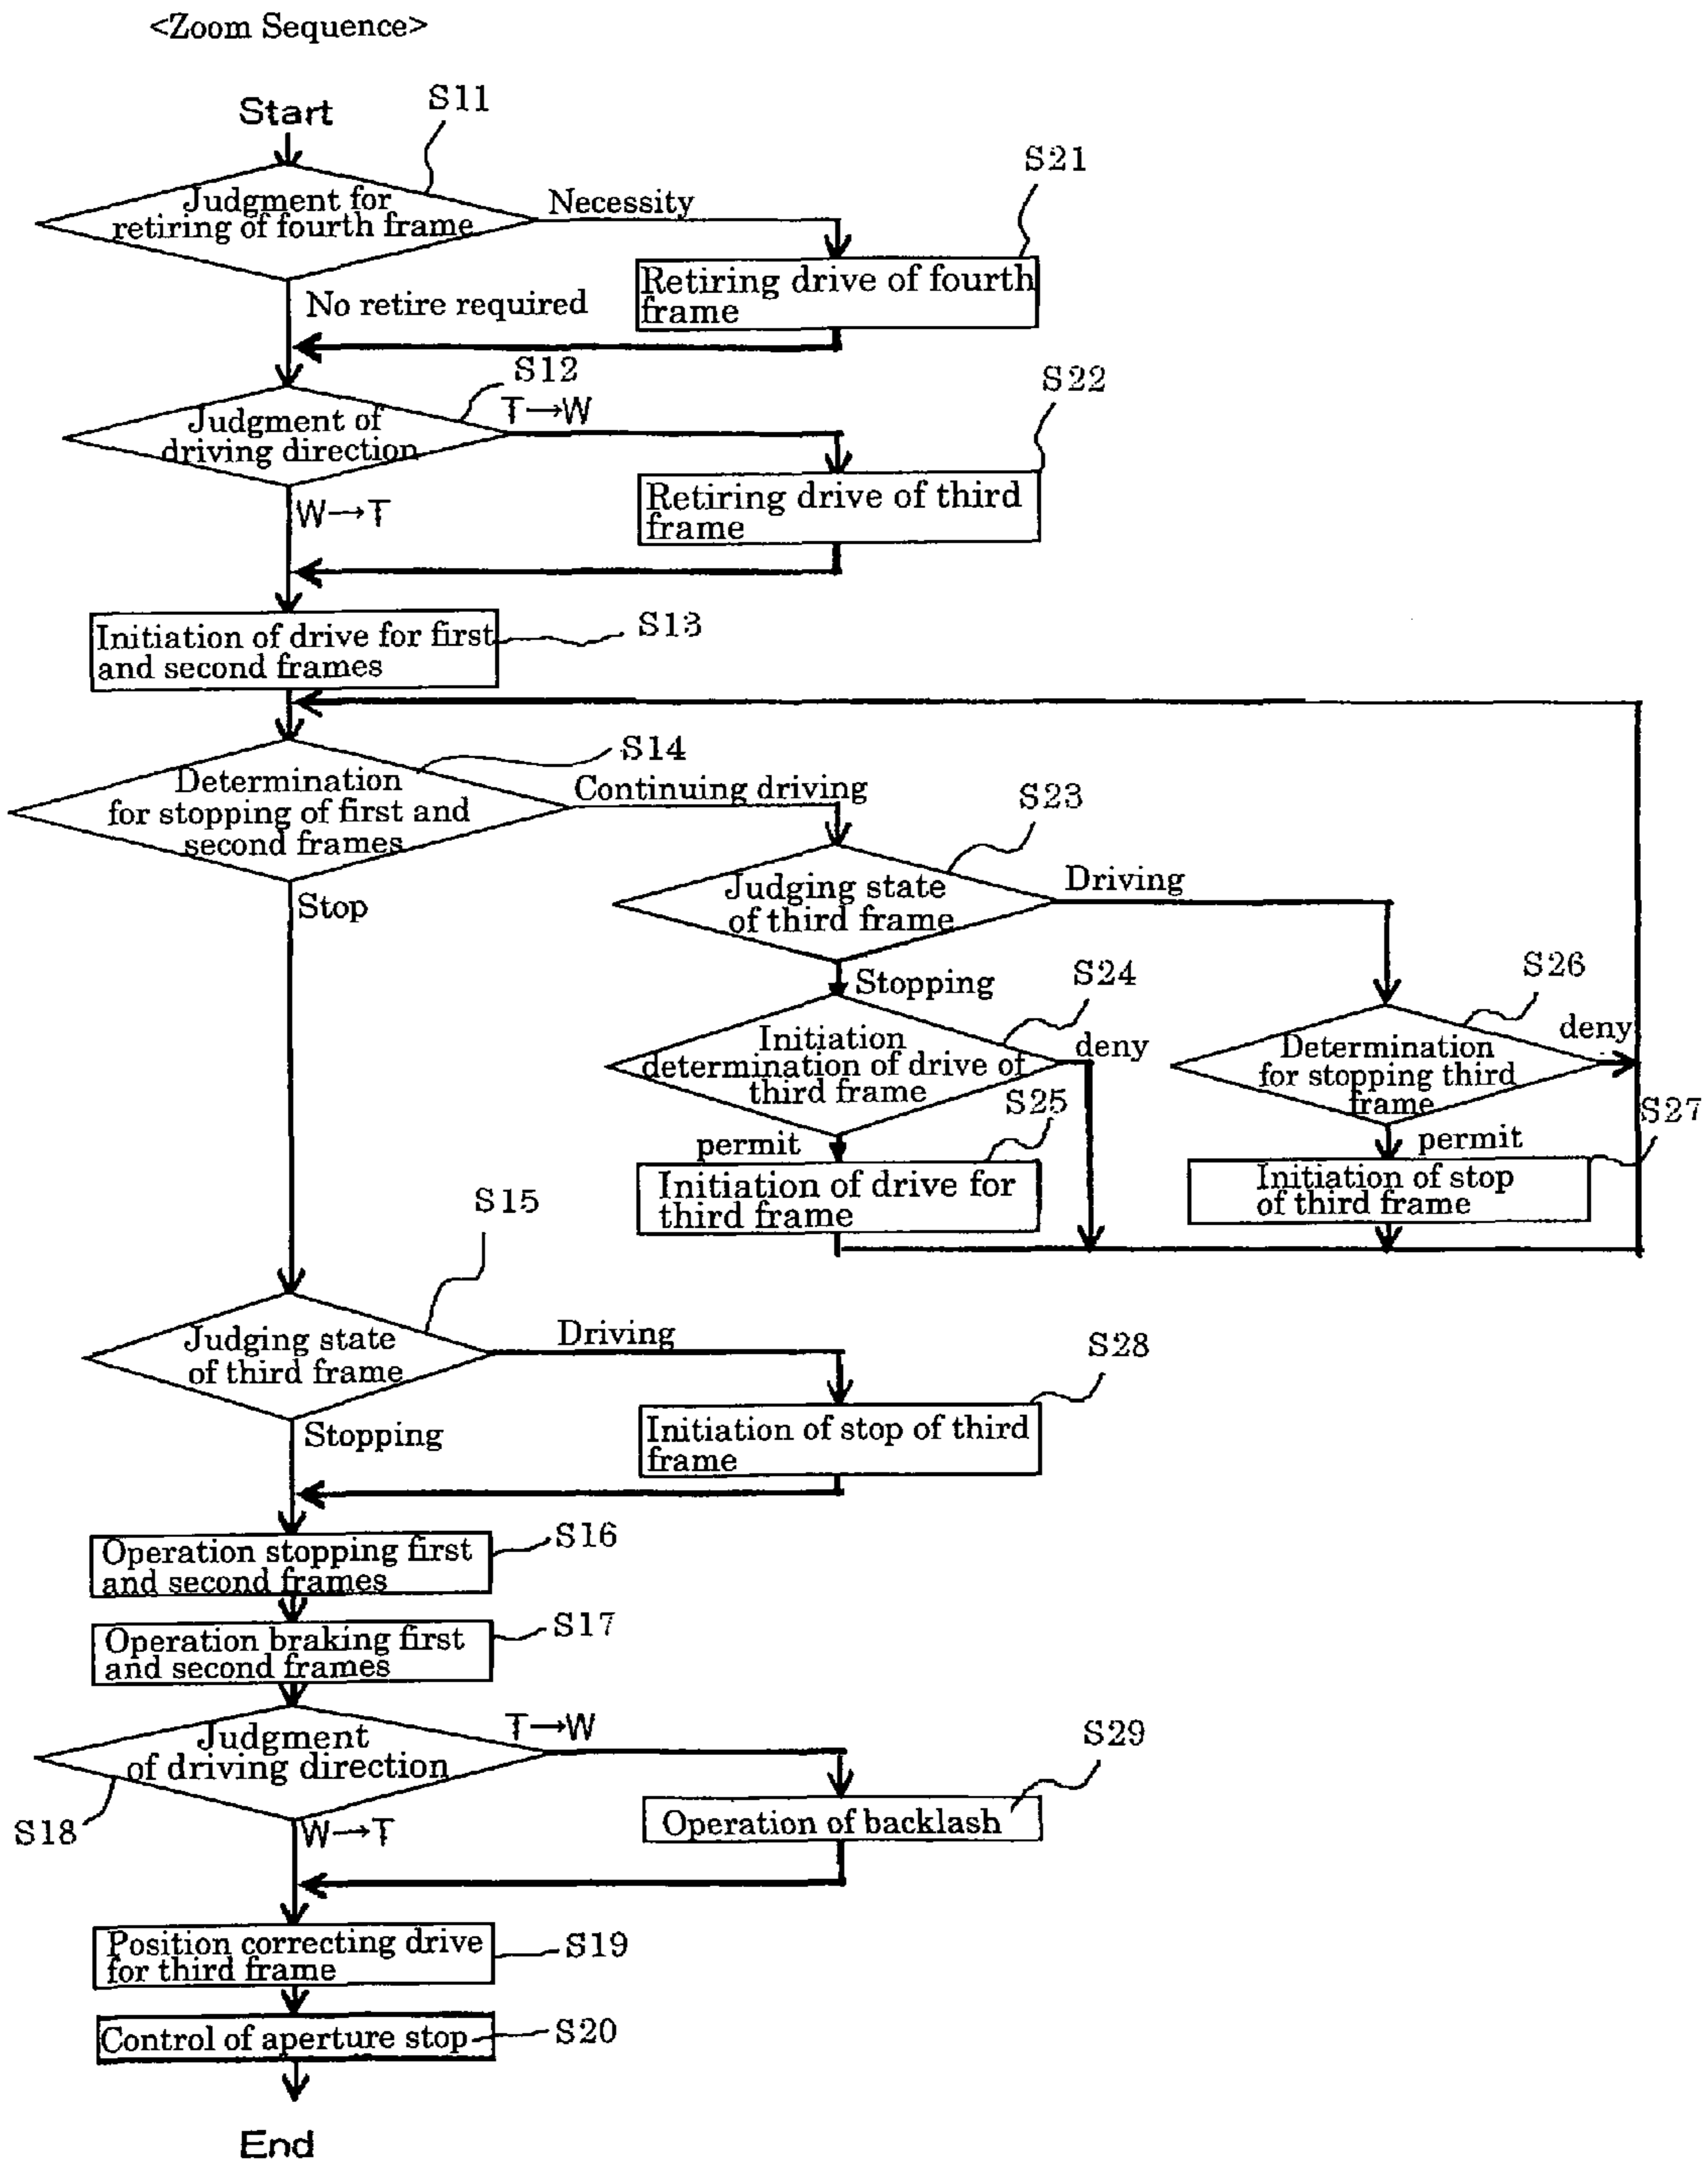 <Zoom Sequence>
Start
S11
Judgment for
retiring of fourth frame
Necessity
S21
Retiring drive of fourth
frame
No retire required
S12
Judgment of
driving direction
T→W
S22
Retiring drive of third
frame
W→T
Initiation of drive for first
and second frames
S13
S14
Determination
for stopping of first and
second frames
Continuing driving
S23
Judging state
of third frame
Driving
Stop
Stopping
S24
Initiation
determination of drive of
third frame
deny
S26
Determination
for stopping third
frame
deny
S25
permit
Initiation of drive for
third frame
permit
S27
Initiation of stop
of third frame
S15
Judging state
of third frame
Driving
S28
Initiation of stop of third
frame
Stopping
Operation stopping first
and second frames
S16
Operation braking first
and second frames
S17
Judgment
of driving direction
T→W
S29
Operation of backlash
S18
W→T
Position correcting drive
for third frame
S19
Control of aperture stop
S20
End